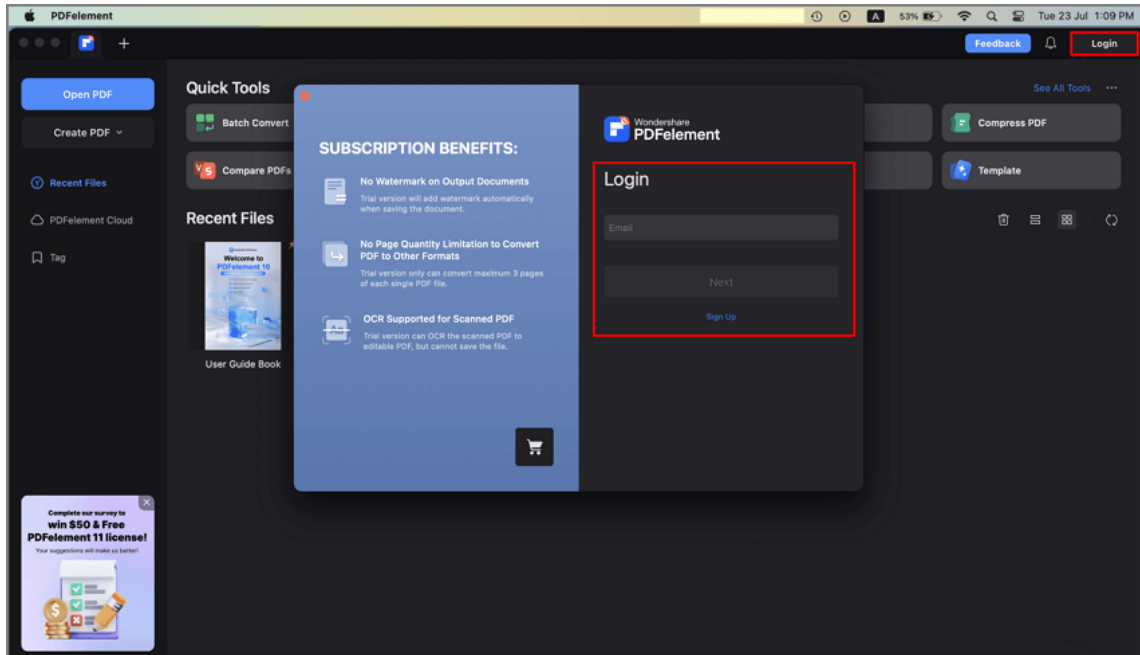 PDFelement
A
53%
Tue 23 Jul 1:09 PM
Feedback
Login
Open PDF
Create PDF
Recent Files
PDFelement Cloud
Tag
Quick Tools
See All Tools
Batch Convert
Compress PDF
Compare PDFs
Template
Recent Files
Welcome to
PDFelement 10
User Guide Book
SUBSCRIPTION BENEFITS:
No Watermark on Output Documents
Trial version will add watermark automatically
when saving the document.
No Page Quantity Limitation to Convert
PDF to Other Formats
Trial version only can convert maximum 3 pages
of each single PDF file.
OCR Supported for Scanned PDF
Trial version can OCR the scanned PDF to
editable PDF, but cannot save the file.
Wondershare
PDFelement
Login
Email
Next
Sign Up
Complete our survey to
win $50 & Free
PDFelement 11 license!
Your suggestions will make us better!